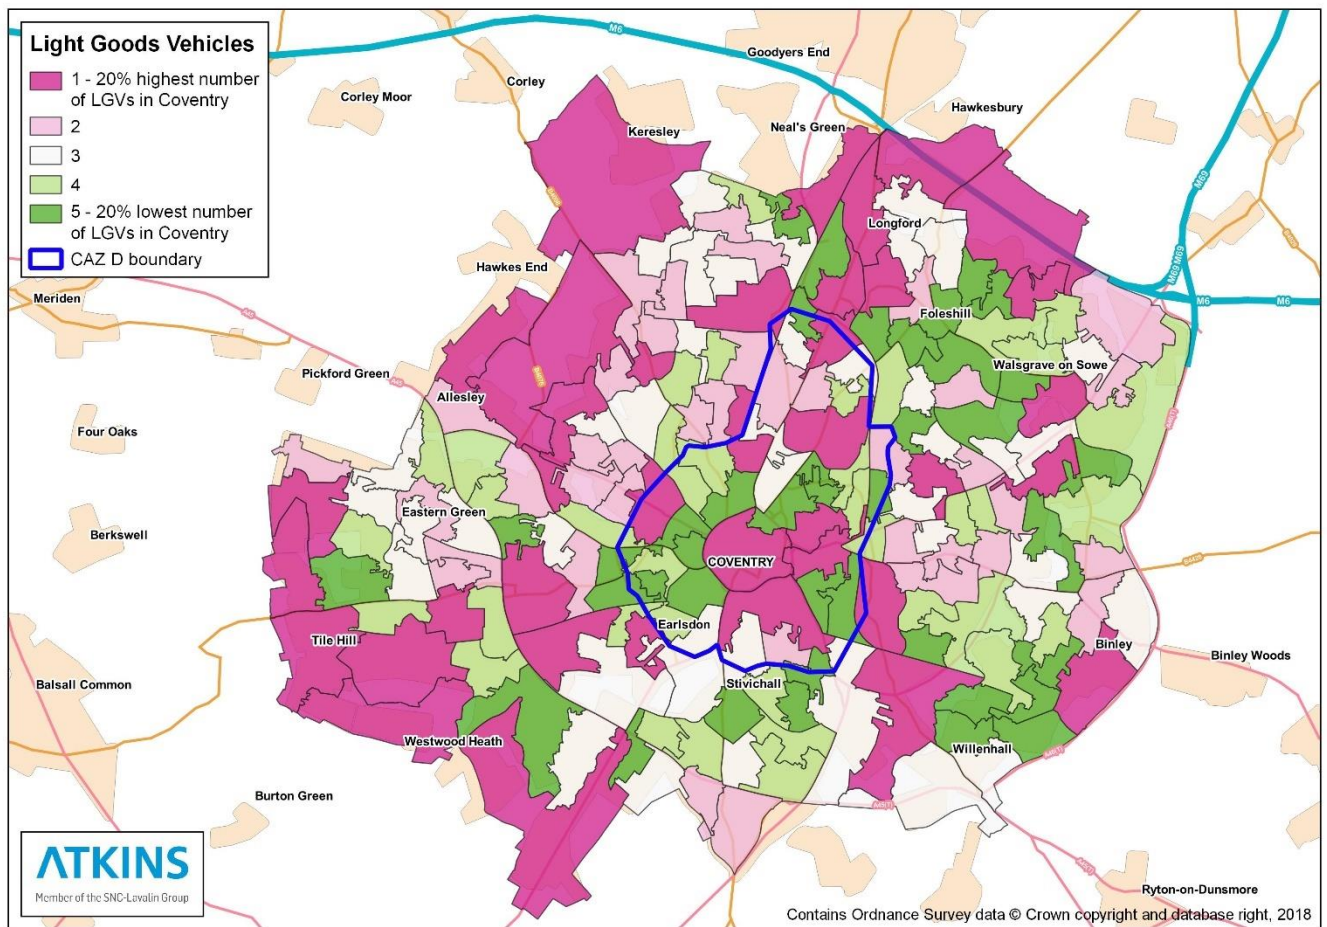 Light Goods Vehicles
1 - 20% highest number
of LGVs in Coventry
2
3
4
5 - 20% lowest number
of LGVs in Coventry
CAZ D boundary
M6
Goodyers End
Corley
Corley Moor
Hawkesbury
Keresley
Neal's Green
M69
Longford
Hawkes End
M69
M69
M6
M6
Meriden
Foleshill
Walsgrave on Sowe
Pickford Green
A45
Allesley
Four Oaks
Eastern Green
Berkswell
COVENTRY
Earlsdon
Tile Hill
Binley
Binley Woods
Balsall Common
Stivichall
Westwood Heath
Willenhall
Burton Green
ATKINS
Member of the SNC-Lavalin Group
Ryton-on-Dunsmore
Contains Ordnance Survey data © Crown copyright and database right, 2018